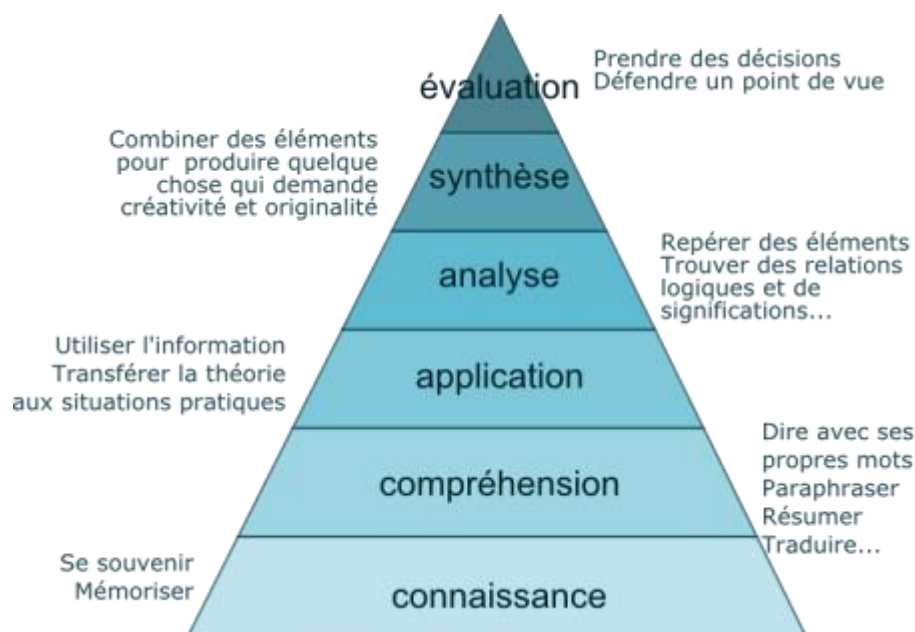 évaluation
Prendre des décisions
Défendre un point de vue
Combiner des éléments
pour produire quelque
chose qui demande
créativité et originalité
synthèse
analyse
Repérer des éléments
Trouver des relations
logiques et de
significations...
Utiliser l'information
Transférer la théorie
aux situations pratiques
application
compréhension
Dire avec ses
propres mots
Paraphraser
Résumer
Traduire...
Se souvenir
Mémoriser
connaissance